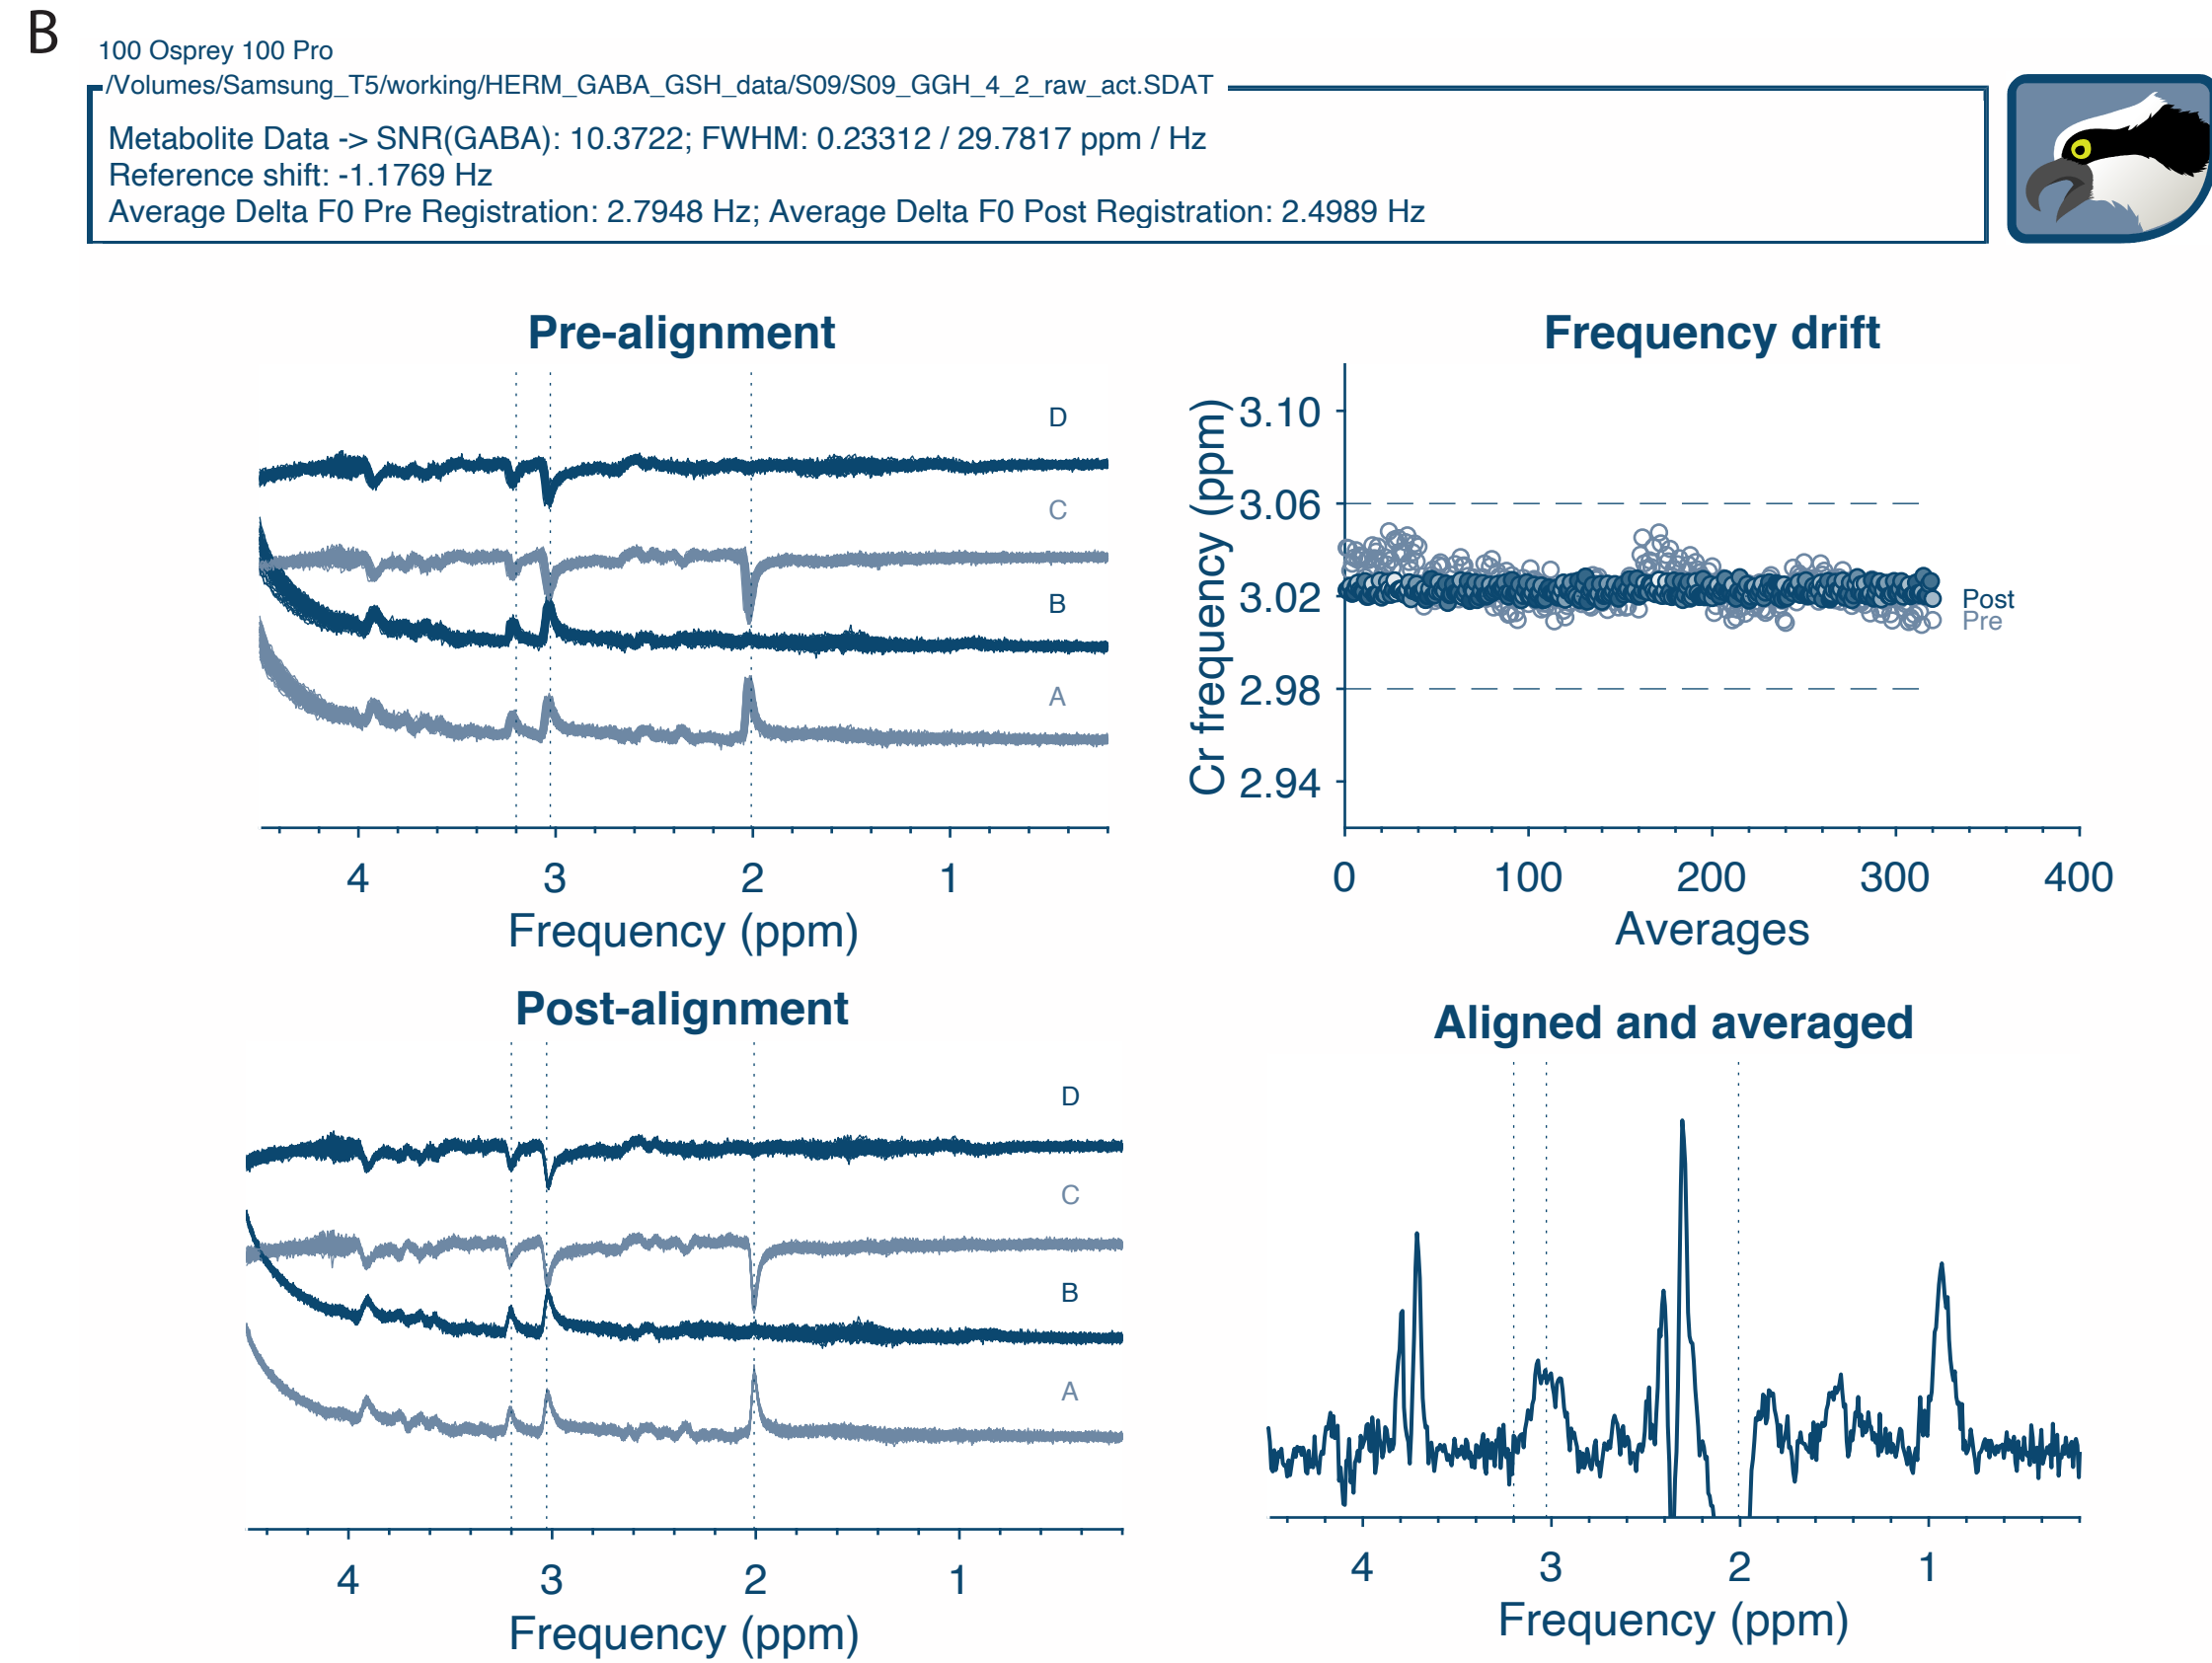 B
100 Osprey 100 Pro
/Volumes/Samsung_T5/working/HERM_GABA_GSH_data/S09/S09_GGH_4_2_raw_act.SDAT
Metabolite Data -> SNR(GABA): 10.3722; FWHM: 0.23312 / 29.7817 ppm / Hz
Reference shift: -1.1769 Hz
Average Delta F0 Pre Registration: 2.7948 Hz; Average Delta F0 Post Registration: 2.4989 Hz
Pre-alignment
D
C
B
A
4 3 2 1
Frequency (ppm)
Frequency drift
Cr frequency (ppm)
3.10
3.06
3.02
2.98
2.94
Post
Pre
0 100 200 300 400
Averages
Post-alignment
D
C
B
A
4 3 2 1
Frequency (ppm)
Aligned and averaged
4 3 2 1
Frequency (ppm)